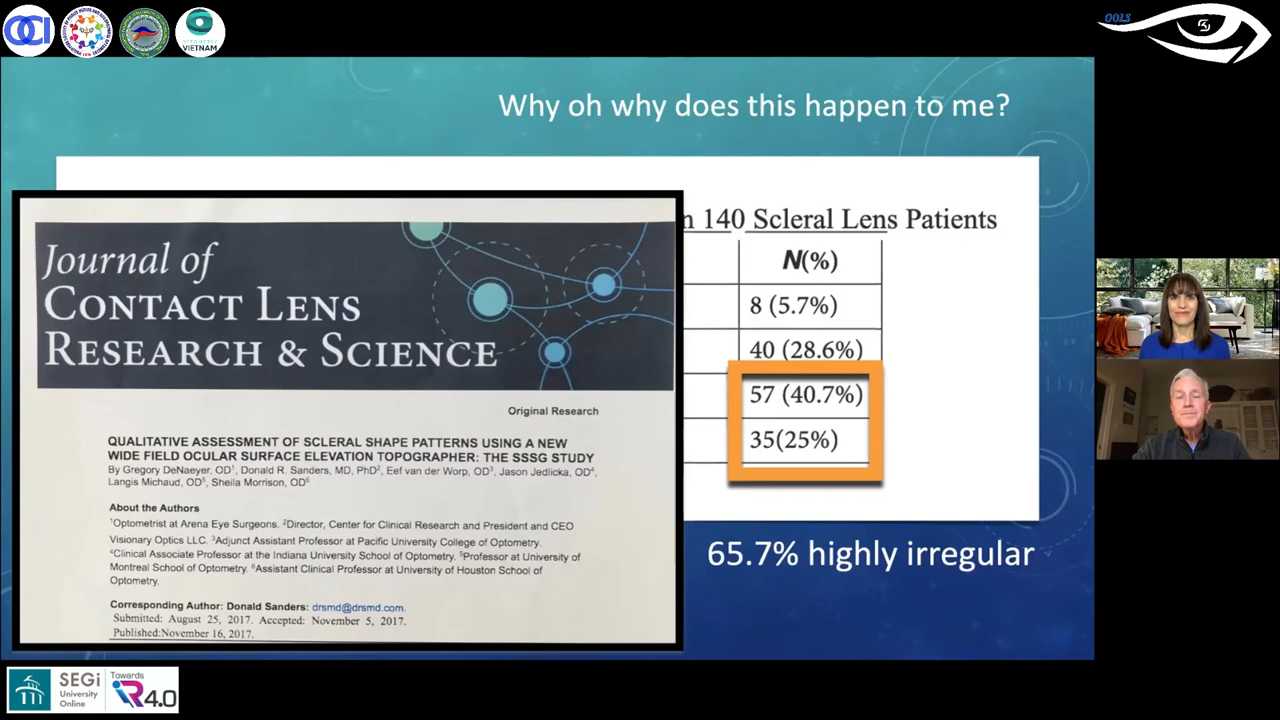 OCI
OPTOMETRY
VIETNAM
OOLS
Why oh why does this happen to me?
n 140 Scleral Lens Patients
N(%)
8 (5.7%)
40 (28.6%)
57 (40.7%)
35(25%)
65.7% highly irregular
Journal of
CONTACT LENS
RESEARCH & SCIENCE
Original Research
QUALITATIVE ASSESSMENT OF SCLERAL SHAPE PATTERNS USING A NEW
WIDE FIELD OCULAR SURFACE ELEVATION TOPOGRAPHER: THE SSSG STUDY
By Gregory DeNaeyer, OD1, Donald R. Sanders, MD, PhD2, Eef van der Worp, OD3, Jason Jedlicka, OD4,
Langis Michaud, OD5, Sheila Morrison, OD6
About the Authors
1Optometrist at Arena Eye Surgeons. 2Director, Center for Clinical Research and President and CEO
Visionary Optics LLC. 3Adjunct Assistant Professor at Pacific University College of Optometry.
4Clinical Associate Professor at the Indiana University School of Optometry. 5Professor at University of
Montreal School of Optometry. 6Assistant Clinical Professor at University of Houston School of
Optometry.
Corresponding Author: Donald Sanders: drsmd@drsmd.com.
Submitted: August 25, 2017. Accepted: November 5, 2017.
Published:November 16, 2017.
SEGi
University
Online
Towards
R4.0